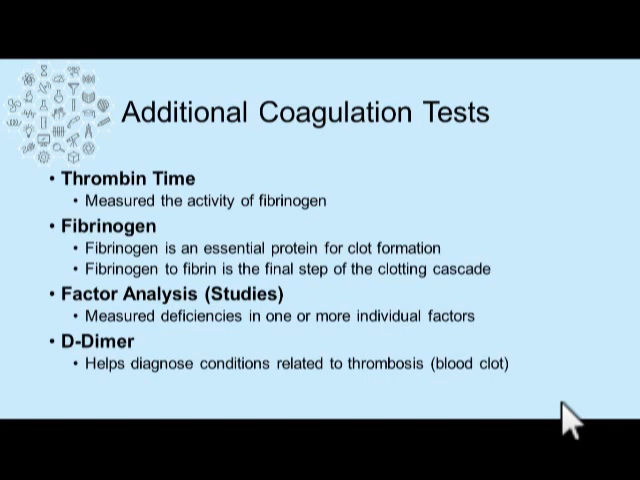 Additional Coagulation Tests
• Thrombin Time
• Measured the activity of fibrinogen
• Fibrinogen
• Fibrinogen is an essential protein for clot formation
• Fibrinogen to fibrin is the final step of the clotting cascade
• Factor Analysis (Studies)
• Measured deficiencies in one or more individual factors
• D-Dimer
• Helps diagnose conditions related to thrombosis (blood clot)